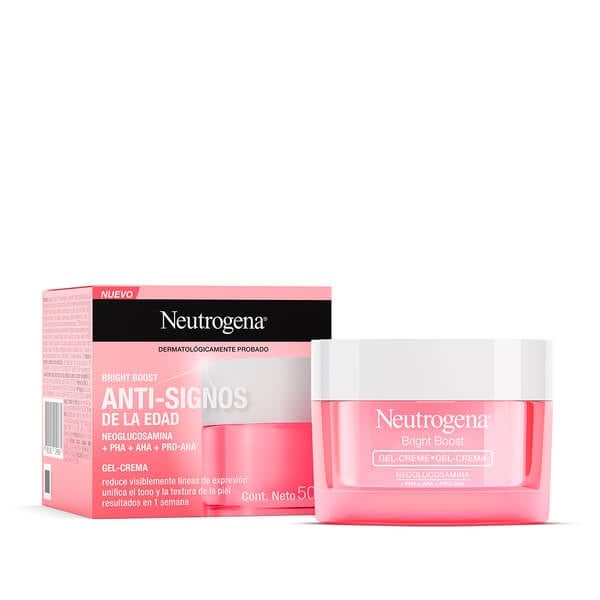 NUEVO
Neutrogena®
DERMATOLÓGICAMENTE PROBADO
BRIGHT BOOST
ANTI-SIGNOS
DE LA EDAD
NEOGLUCOSAMINA
+ PHA + AHA + PRO-AHA
GEL-CREMA
reduce visiblemente líneas de expresión
unifica el tono y la textura de la piel
resultados en 1 semana
Cont. Neto 50
Neutrogena®
Bright Boost
GEL-CREME•GEL-CREMA
NEOGLUCOSAMINA
+ PHA + AHA + PRO-AHA